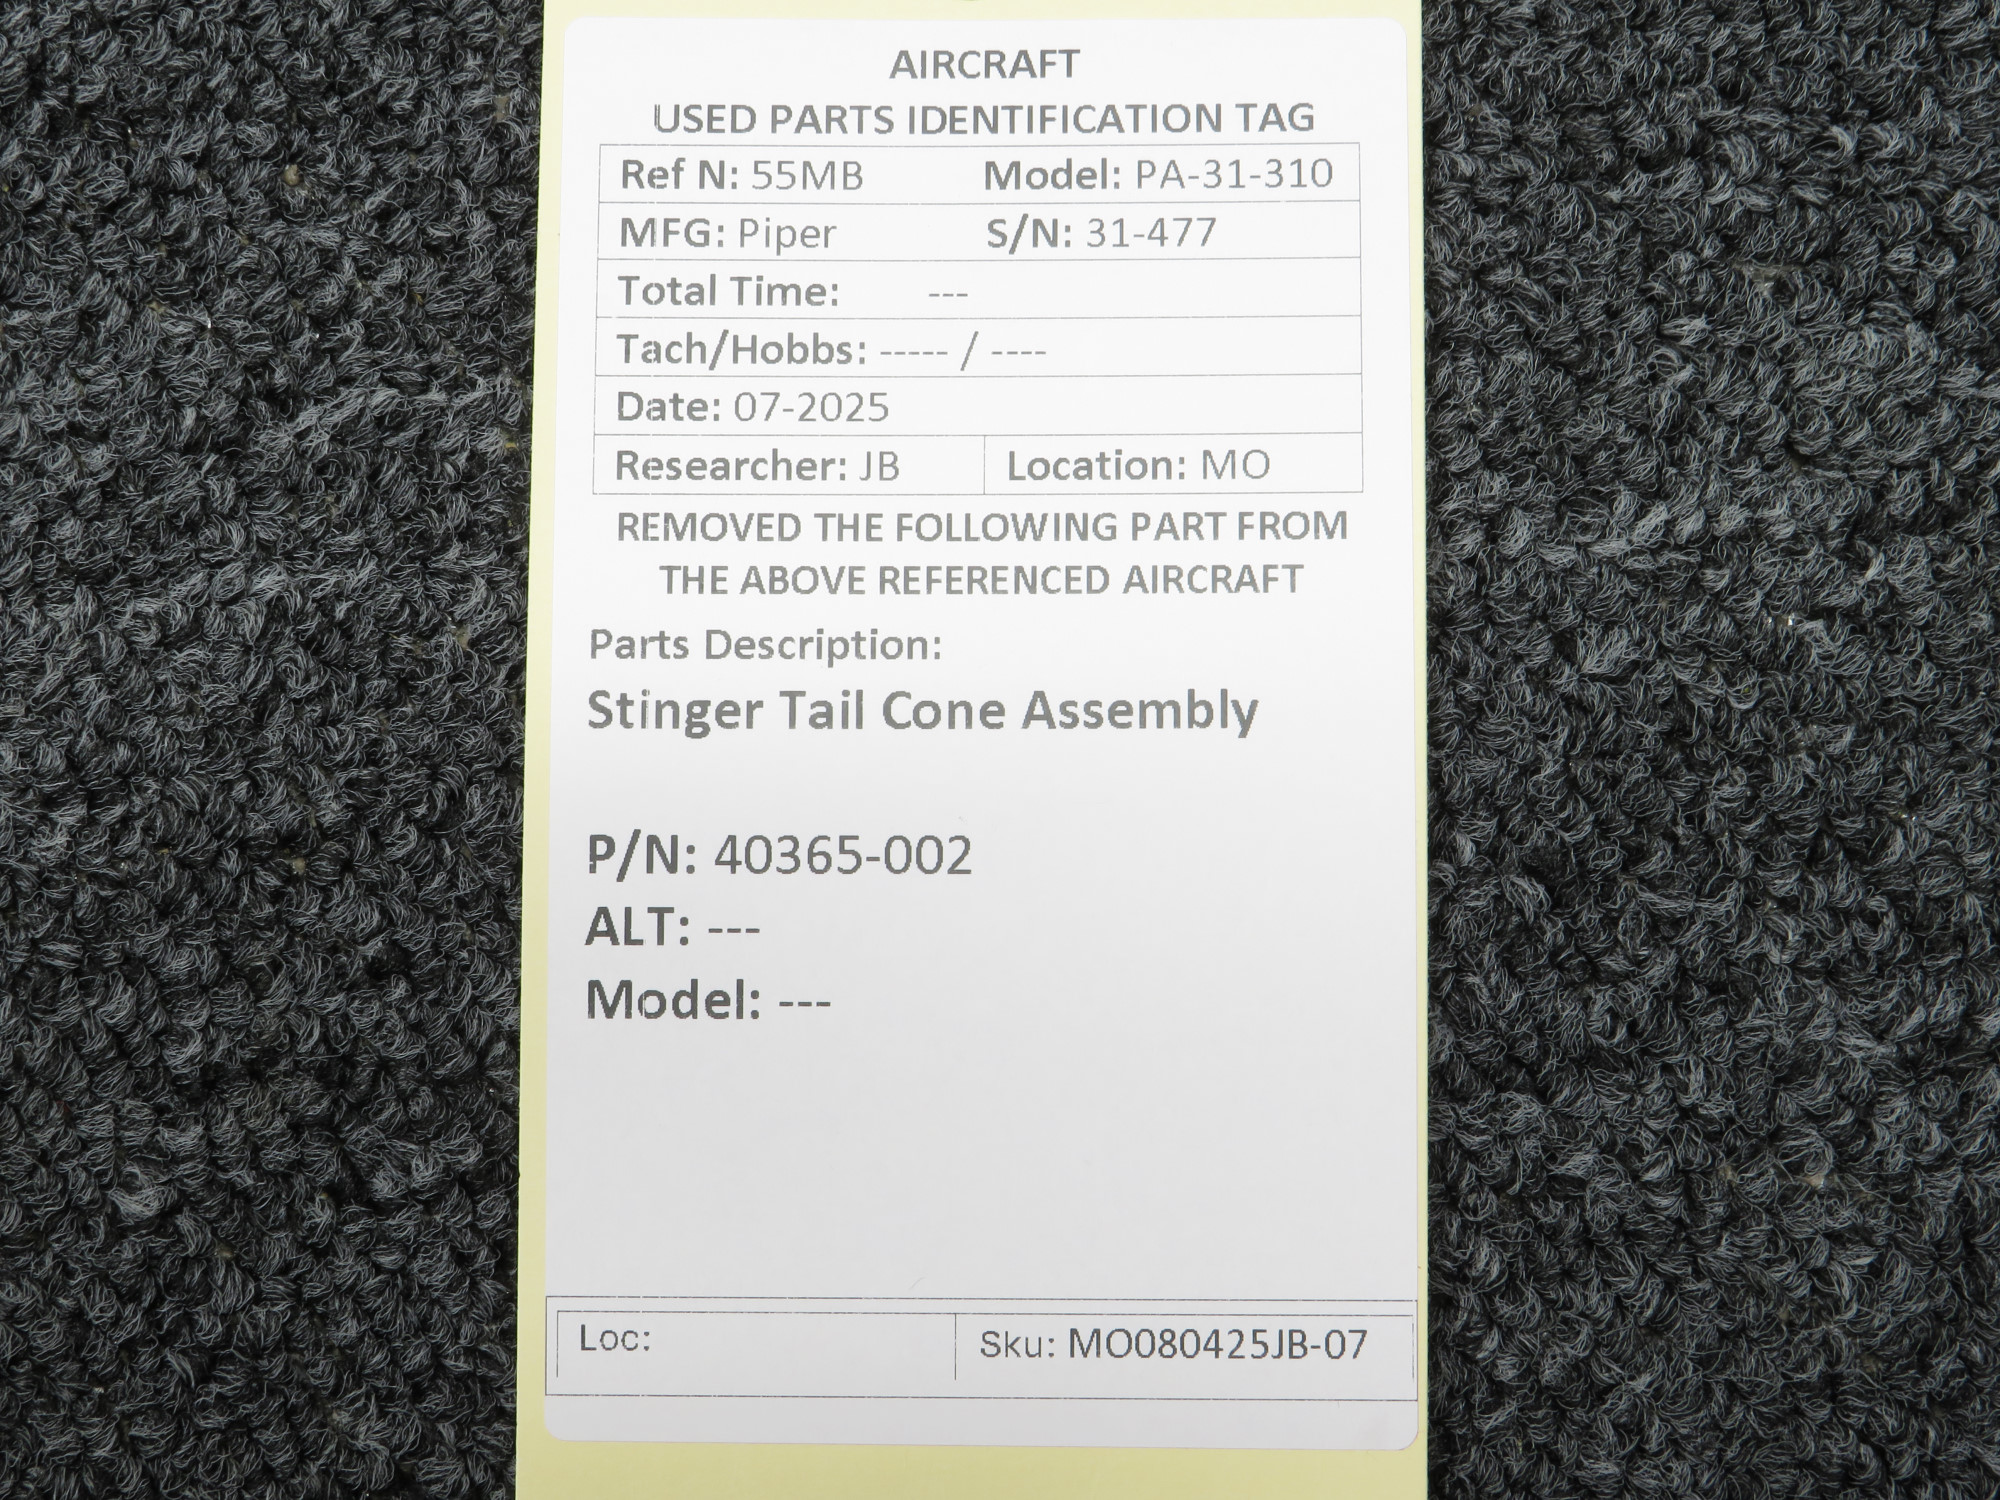 AIRCRAFT
USED PARTS IDENTIFICATION TAG
Ref N: 55MB Model: PA-31-310
MFG: Piper S/N: 31-477
Total Time: ---
Tach/Hobbs: ----- / ----
Date: 07-2025
Researcher: JB Location: MO
REMOVED THE FOLLOWING PART FROM
THE ABOVE REFERENCED AIRCRAFT
Parts Description:
Stinger Tail Cone Assembly
P/N: 40365-002
ALT: ---
Model: ---
Loc: Sku: MO080425JB-07